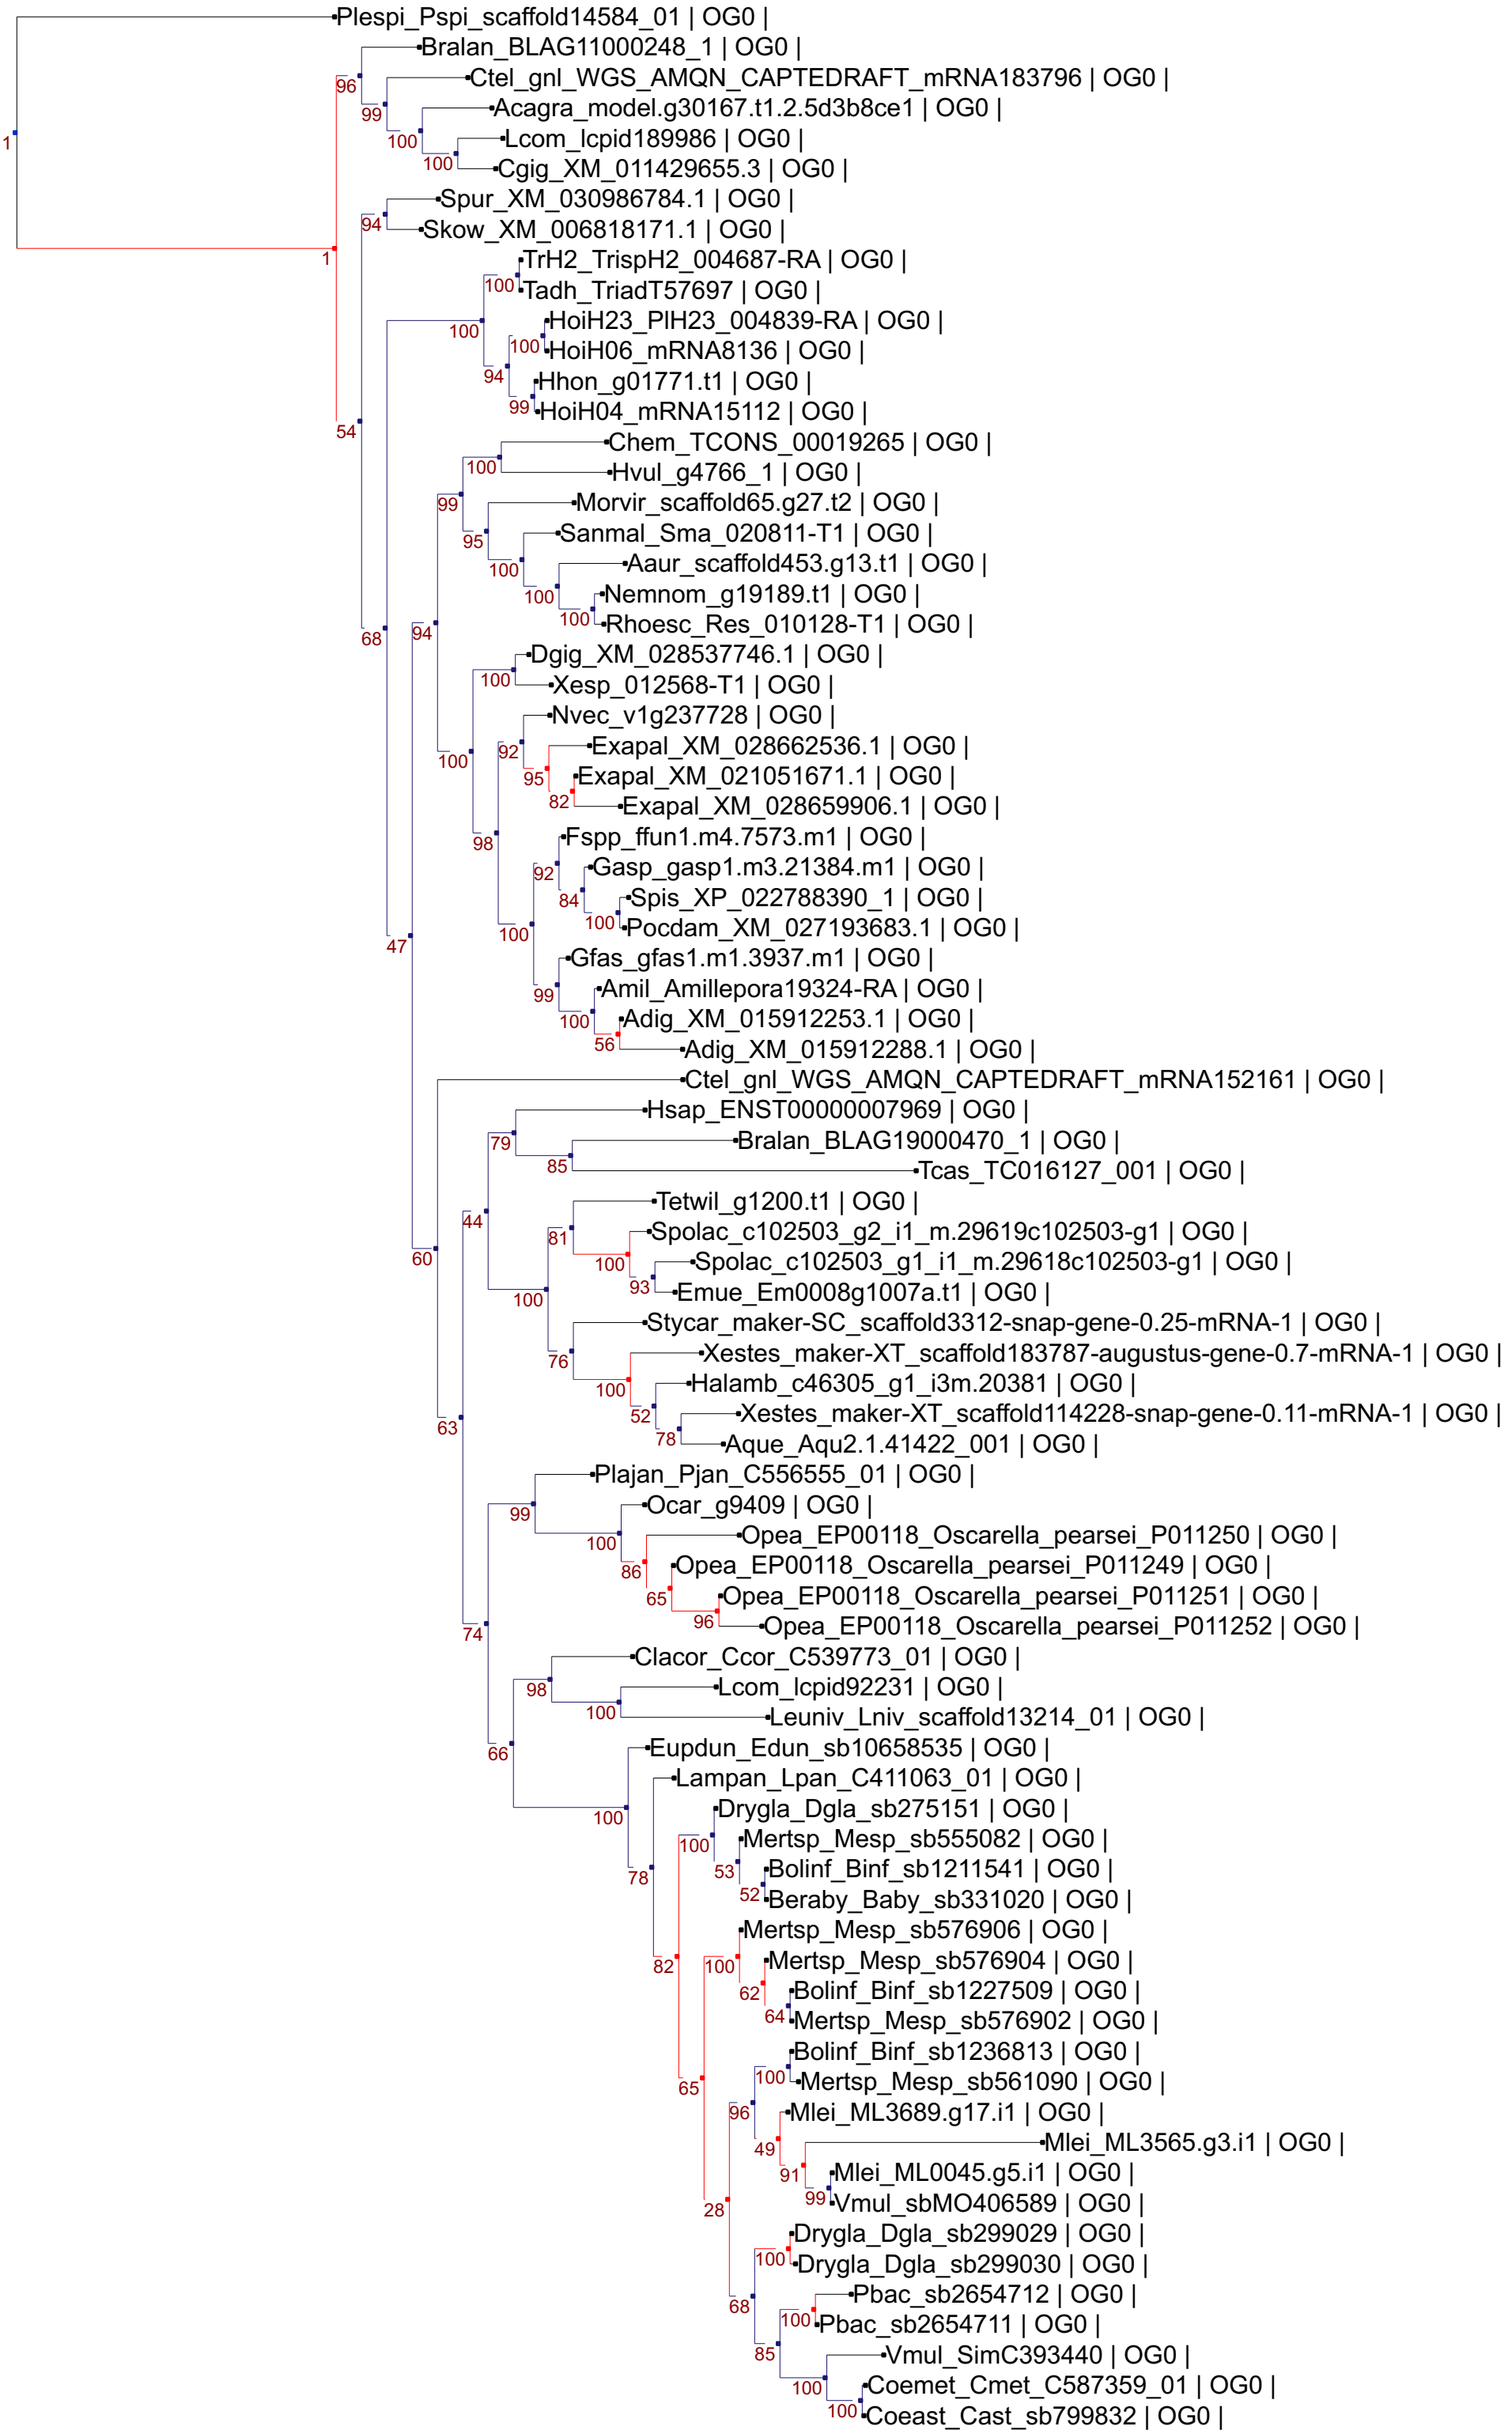 Plespi_Pspi_scaffold14584_01 | OG0 |
Bralan_BLAG11000248_1 | OG0 |
96
Ctel_gnl_WGS_AMQN_CAPTEDRAFT_mRNA183796 | OG0 |
99
Acagra_model.g30167.t1.2.5d3b8ce1 | OG0 |
1
100
Lcom_lcpid189986 | OG0 |
100
Cgig_XM_011429655.3 | OG0 |
Spur_XM_030986784.1 | OG0 |
94
Skow_XM_006818171.1 | OG0 |
1
TrH2_TrispH2_004687-RA | OG0 |
100
Tadh_TriadT57697 | OG0 |
100
HoiH23_PlH23_004839-RA | OG0 |
100
HoiH06_mRNA8136 | OG0 |
94
Hhon_g01771.t1 | OG0 |
99
HoiH04_mRNA15112 | OG0 |
54
Chem_TCONS_00019265 | OG0 |
100
Hvul_g4766_1 | OG0 |
99
Morvir_scaffold65.g27.t2 | OG0 |
95
Sanmal_Sma_020811-T1 | OG0 |
100
Aaur_scaffold453.g13.t1 | OG0 |
100
Nemnom_g19189.t1 | OG0 |
100
Rhoesc_Res_010128-T1 | OG0 |
68
94
Dgig_XM_028537746.1 | OG0 |
100
Xesp_012568-T1 | OG0 |
Nvec_v1g237728 | OG0 |
92
Exapal_XM_028662536.1 | OG0 |
100
95
Exapal_XM_021051671.1 | OG0 |
82
Exapal_XM_028659906.1 | OG0 |
98
Fspp_ffun1.m4.7573.m1 | OG0 |
92
Gasp_gasp1.m3.21384.m1 | OG0 |
84
Spis_XP_022788390_1 | OG0 |
100
Pocdam_XM_027193683.1 | OG0 |
47
100
Gfas_gfas1.m1.3937.m1 | OG0 |
99
Amil_Amillepora19324-RA | OG0 |
100
Adig_XM_015912253.1 | OG0 |
56
Adig_XM_015912288.1 | OG0 |
Ctel_gnl_WGS_AMQN_CAPTEDRAFT_mRNA152161 | OG0 |
Hsap_ENST00000007969 | OG0 |
79
Bralan_BLAG19000470_1 | OG0 |
85
Tcas_TC016127_001 | OG0 |
44
Tetwil_g1200.t1 | OG0 |
81
Spolac_c102503_g2_i1_m.29619c102503-g1 | OG0 |
60
100
Spolac_c102503_g1_i1_m.29618c102503-g1 | OG0 |
93
Emue_Em0008g1007a.t1 | OG0 |
100
Stycar_maker-SC_scaffold3312-snap-gene-0.25-mRNA-1 | OG0 |
76
Xestes_maker-XT_scaffold183787-augustus-gene-0.7-mRNA-1 | OG0 |
100
Halamb_c46305_g1_i3m.20381 | OG0 |
52
Xestes_maker-XT_scaffold114228-snap-gene-0.11-mRNA-1 | OG0 |
63
78
Aque_Aqu2.1.41422_001 | OG0 |
Plajan_Pjan_C556555_01 | OG0 |
99
Ocar_g9409 | OG0 |
100
Opea_EP00118_Oscarella_pearsei_P011250 | OG0 |
86
Opea_EP00118_Oscarella_pearsei_P011249 | OG0 |
65
Opea_EP00118_Oscarella_pearsei_P011251 | OG0 |
96
Opea_EP00118_Oscarella_pearsei_P011252 | OG0 |
74
Clacor_Ccor_C539773_01 | OG0 |
98
Lcom_lcpid92231 | OG0 |
100
Leuniv_Lniv_scaffold13214_01 | OG0 |
66
Eupdun_Edun_sb10658535 | OG0 |
Lampan_Lpan_C411063_01 | OG0 |
100
Drygla_Dgla_sb275151 | OG0 |
100
Mertsp_Mesp_sb555082 | OG0 |
78
53
Bolinf_Binf_sb1211541 | OG0 |
52
Beraby_Baby_sb331020 | OG0 |
Mertsp_Mesp_sb576906 | OG0 |
82
100
Mertsp_Mesp_sb576904 | OG0 |
62
Bolinf_Binf_sb1227509 | OG0 |
64
Mertsp_Mesp_sb576902 | OG0 |
Bolinf_Binf_sb1236813 | OG0 |
100
65
Mertsp_Mesp_sb561090 | OG0 |
96
Mlei_ML3689.g17.i1 | OG0 |
49
Mlei_ML3565.g3.i1 | OG0 |
91
Mlei_ML0045.g5.i1 | OG0 |
99
Vmul_sbMO406589 | OG0 |
28
Drygla_Dgla_sb299029 | OG0 |
100
Drygla_Dgla_sb299030 | OG0 |
68
Pbac_sb2654712 | OG0 |
100
Pbac_sb2654711 | OG0 |
85
Vmul_SimC393440 | OG0 |
100
Coemet_Cmet_C587359_01 | OG0 |
100
Coeast_Cast_sb799832 | OG0 |